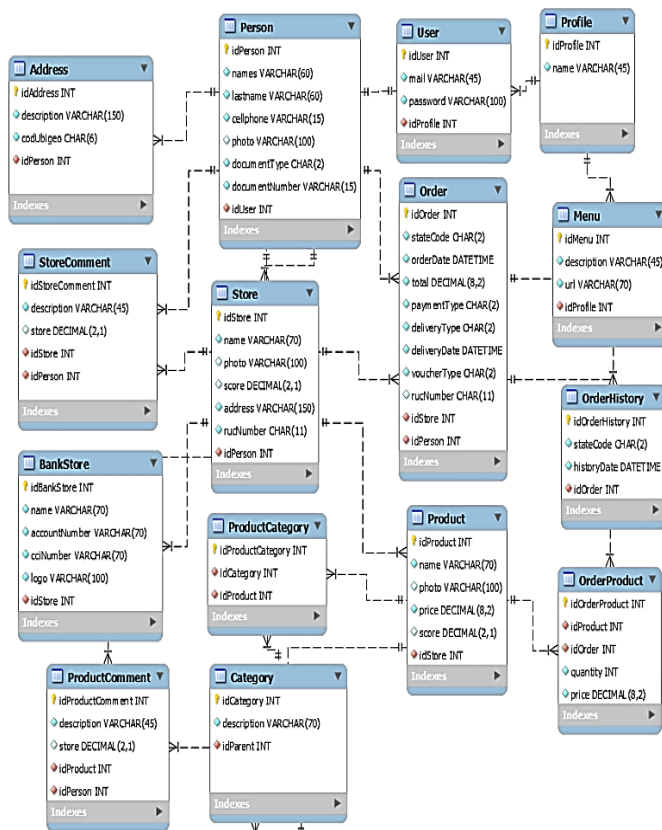 Person
idPerson INT
names VARCHAR(60)
lastname VARCHAR(60)
cellphone VARCHAR(15)
photo VARCHAR(100)
documentType CHAR(2)
documentNumber VARCHAR(15)
idUser INT
Indexes
User
idUser INT
mail VARCHAR(45)
password VARCHAR(100)
idProfile INT
Indexes
Profile
idProfile INT
name VARCHAR(45)
Indexes
Address
idAddress INT
description VARCHAR(150)
codUbigeo CHAR(6)
idPerson INT
Indexes
Order
idOrder INT
stateCode CHAR(2)
orderDate DATETIME
total DECIMAL(8,2)
paymentType CHAR(2)
deliveryType CHAR(2)
deliveryDate DATETIME
voucherType CHAR(2)
rucNumber CHAR(11)
idStore INT
idPerson INT
Indexes
Menu
idMenu INT
description VARCHAR(45)
url VARCHAR(70)
idProfile INT
Indexes
StoreComment
idStoreComment INT
description VARCHAR(45)
store DECIMAL(2,1)
idStore INT
idPerson INT
Indexes
Store
idStore INT
name VARCHAR(70)
photo VARCHAR(100)
score DECIMAL(2,1)
address VARCHAR(150)
rucNumber CHAR(11)
idPerson INT
Indexes
OrderHistory
idOrderHistory INT
stateCode CHAR(2)
historyDate DATETIME
idOrder INT
Indexes
BankStore
idBankStore INT
name VARCHAR(70)
accountNumber VARCHAR(70)
cciNumber VARCHAR(70)
logo VARCHAR(100)
idStore INT
Indexes
ProductCategory
idProductCategory INT
idCategory INT
idProduct INT
Indexes
Product
idProduct INT
name VARCHAR(70)
photo VARCHAR(100)
price DECIMAL(8,2)
score DECIMAL(2,1)
idStore INT
Indexes
OrderProduct
idOrderProduct INT
idProduct INT
idOrder INT
quantity INT
price DECIMAL(8,2)
Indexes
ProductComment
idProductComment INT
description VARCHAR(45)
store DECIMAL(2,1)
idProduct INT
idPerson INT
Indexes
Category
idCategory INT
description VARCHAR(70)
idParent INT
Indexes